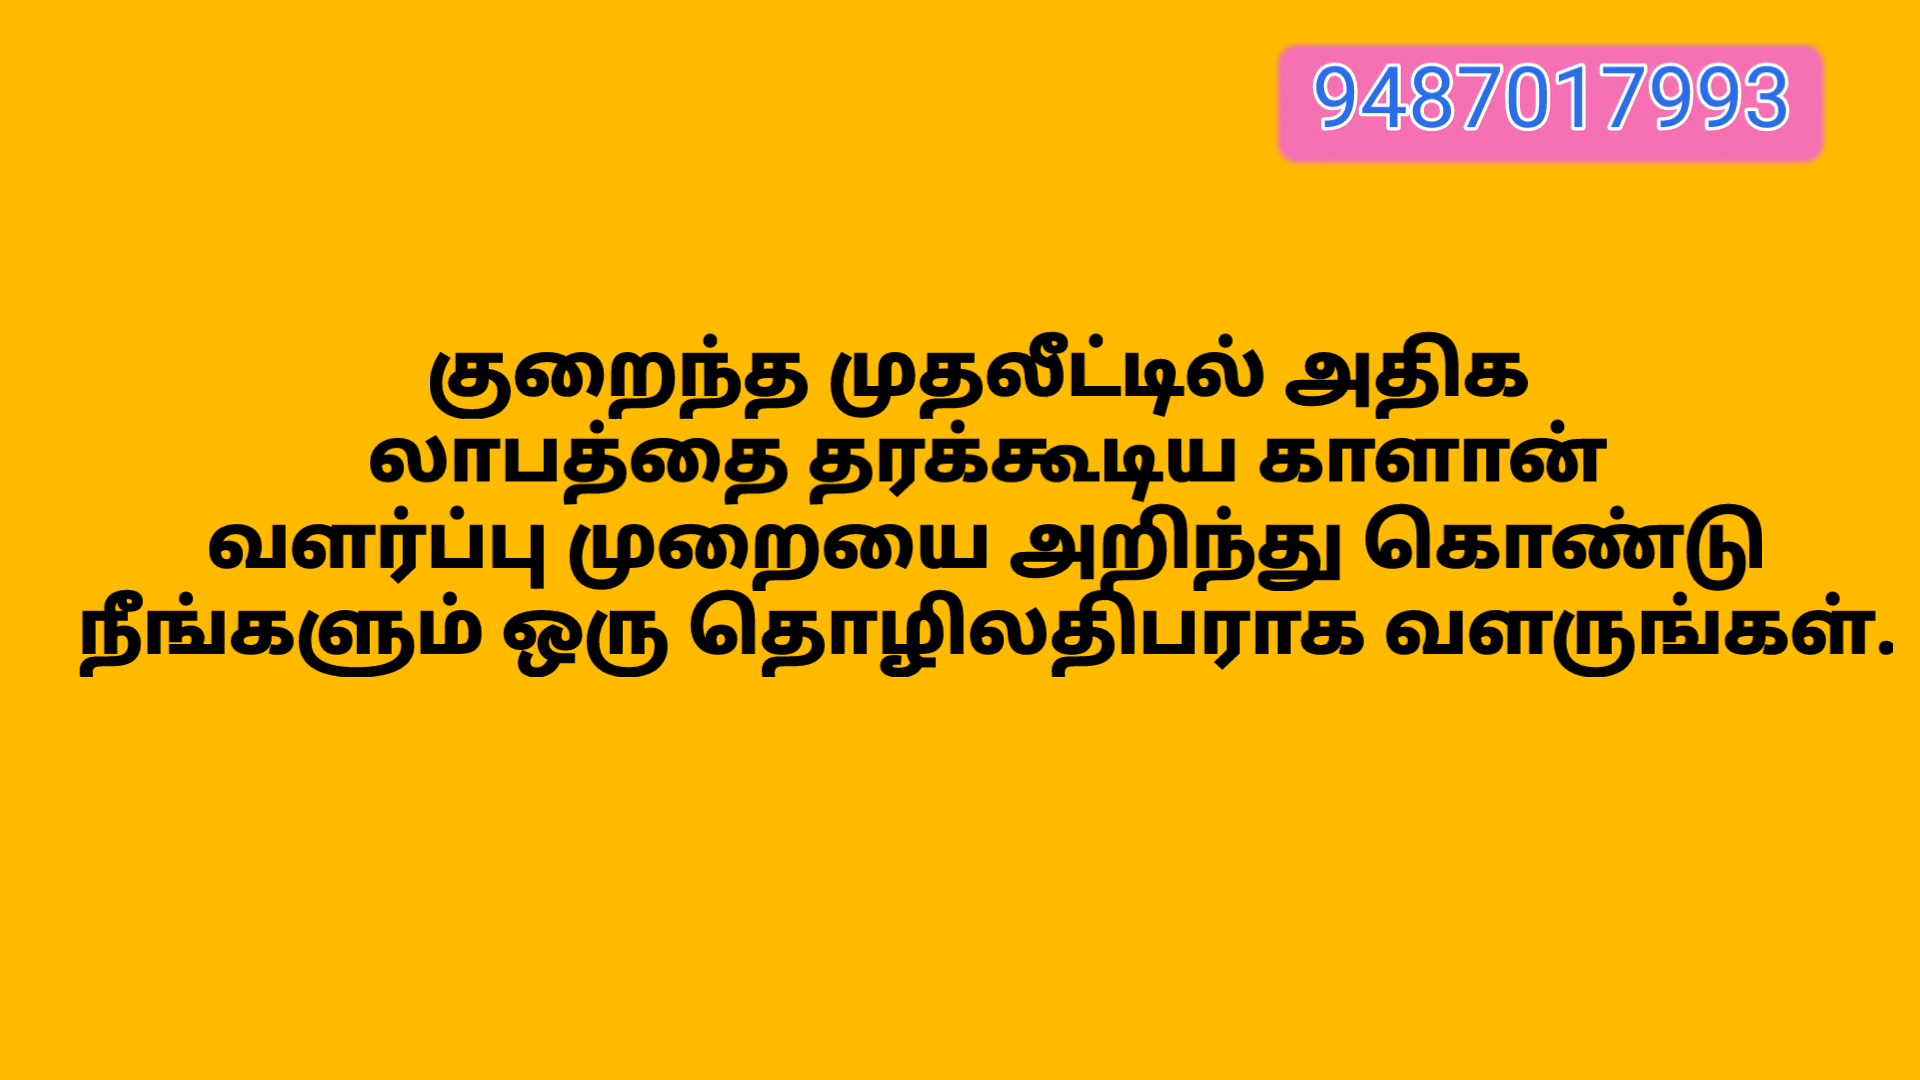 9487017993
குறைந்த முதலீட்டில் அதிக
லாபத்தை தரக்கூடிய காளான்
வளர்ப்பு முறையை அறிந்து கொண்டு
நீங்களும் ஒரு தொழிலதிபராக வளருங்கள்.